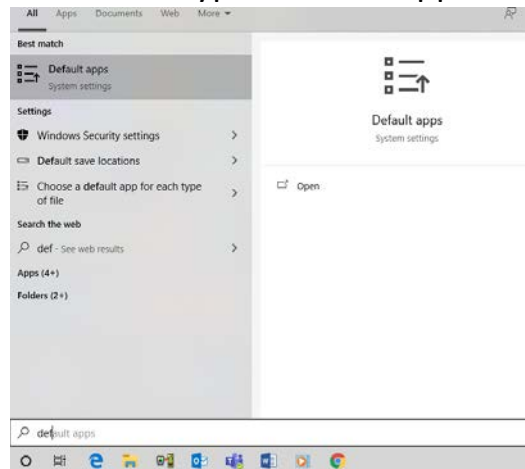 All Apps Documents Web More
Best match
Default apps
System settings
Settings
Windows Security settings
Default save locations
Choose a default app for each type
of file
Search the web
def - See web results
Apps (4+)
Folders (2+)
Default apps
System settings
Open
default apps